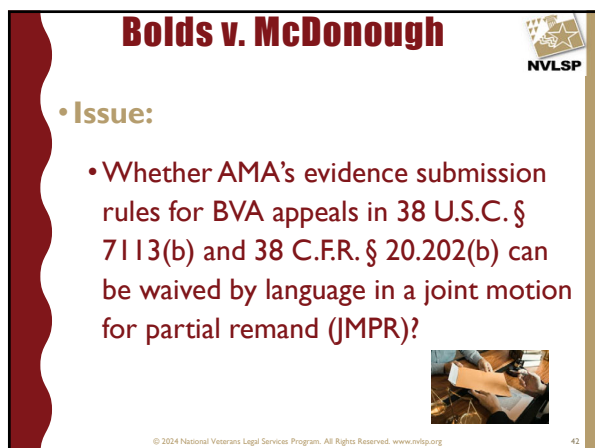 Bolds v. McDonough
NVLSP
• Issue:
• Whether AMA's evidence submission
rules for BVA appeals in 38 U.S.C. §
7113(b) and 38 C.F.R. § 20.202(b) can
be waived by language in a joint motion
for partial remand (JMPR)?
© 2024 National Veterans Legal Services Program. All Rights Reserved. www.nvlsp.org
42